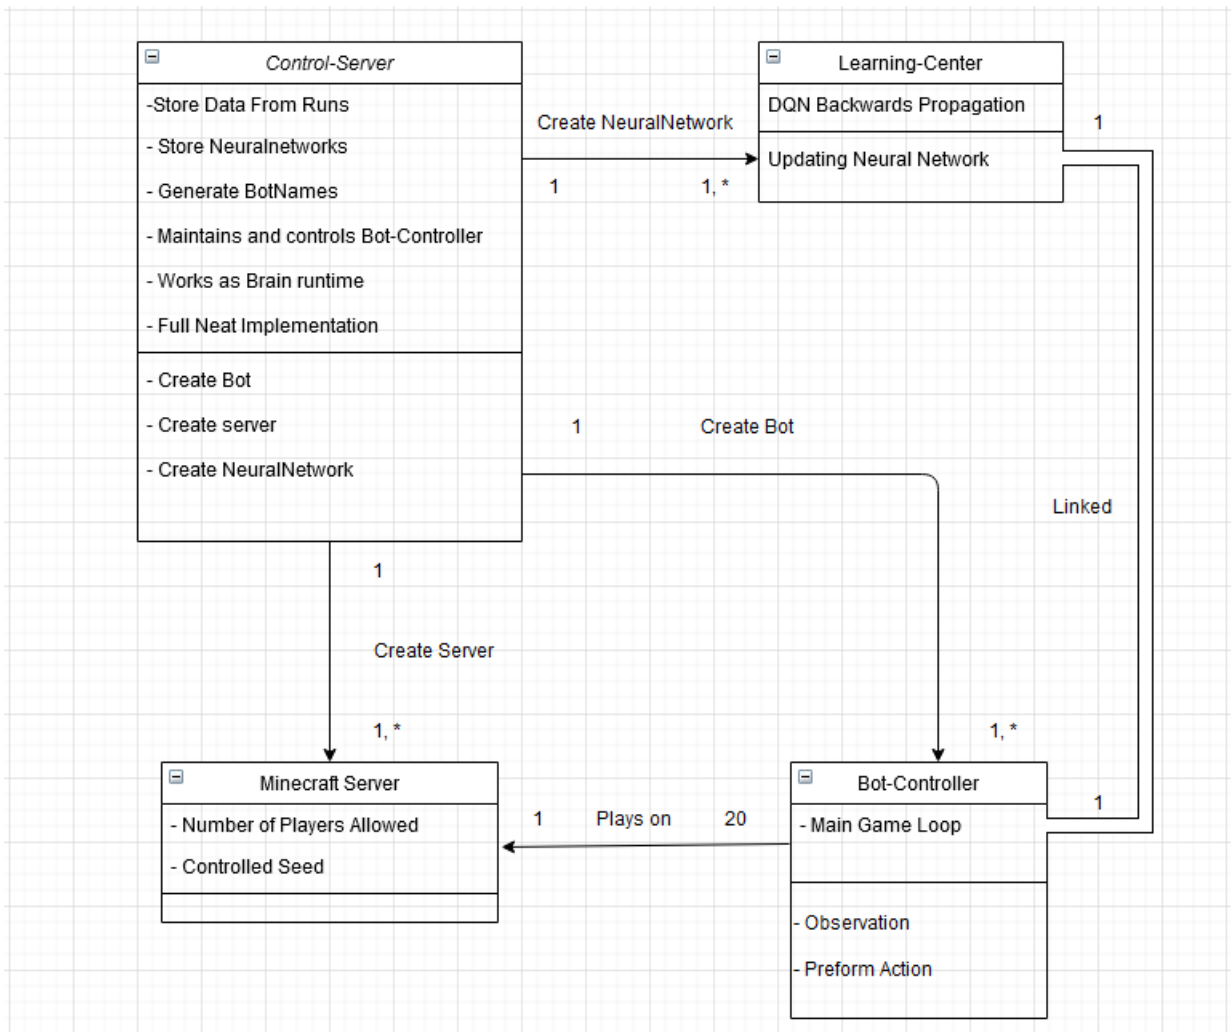 Control-Server
-Store Data From Runs
- Store Neuralnetworks
- Generate BotNames
- Maintains and controls Bot-Controller
- Works as Brain runtime
- Full Neat Implementation
- Create Bot
- Create server
- Create NeuralNetwork
Create NeuralNetwork
1
1, *
Learning-Center
DQN Backwards Propagation
Updating Neural Network
1
1
Create Bot
Linked
1
Create Server
1, *
1, *
Minecraft Server
- Number of Players Allowed
- Controlled Seed
1
Plays on
20
Bot-Controller
- Main Game Loop
- Observation
- Preform Action
1